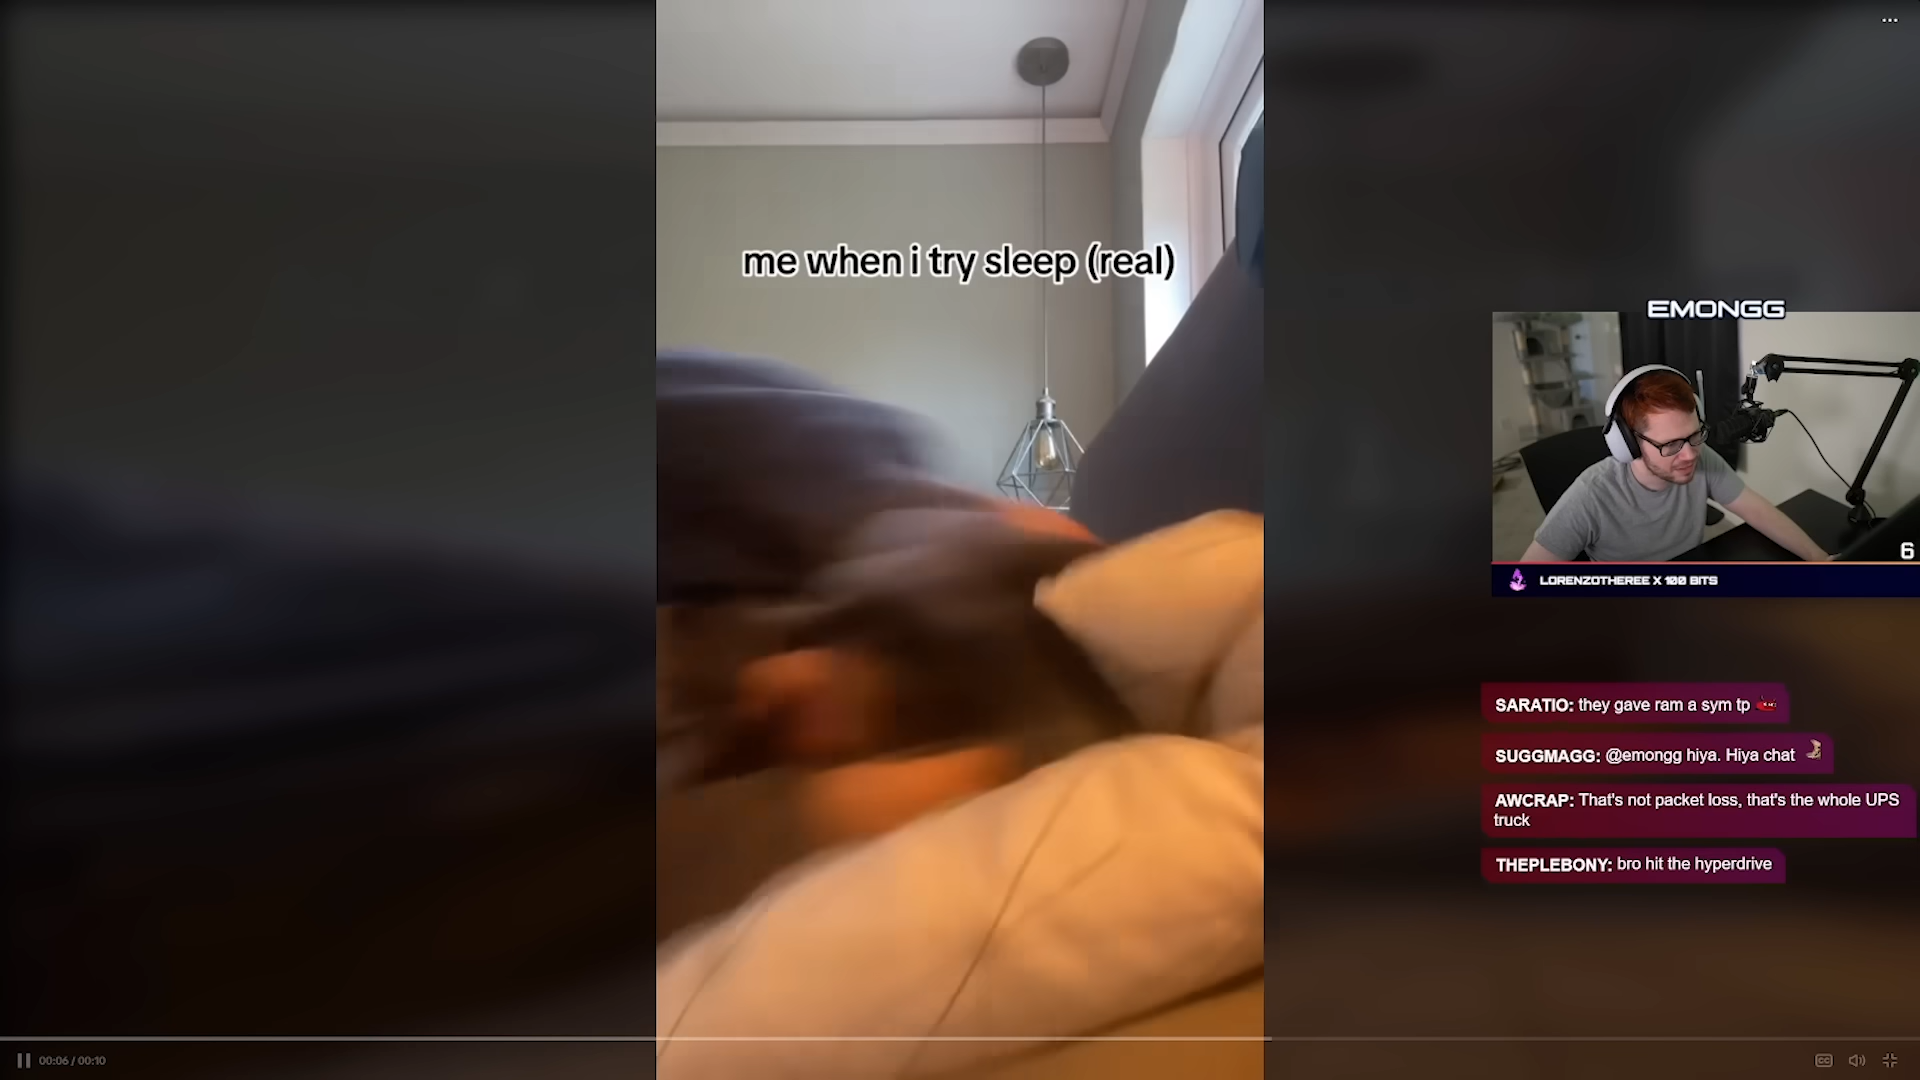 me when i try sleep (real)
EMONGG
6
LORENZOTHEREE X 100 BITS
SARATIO: they gave ram a sym tp
SUGGMAGG: @emongg hiya. Hiya chat
AWCRAP: That's not packet loss, that's the whole UPS
truck
THEPLEBONY: bro hit the hyperdrive
00:06 / 00:10
CC